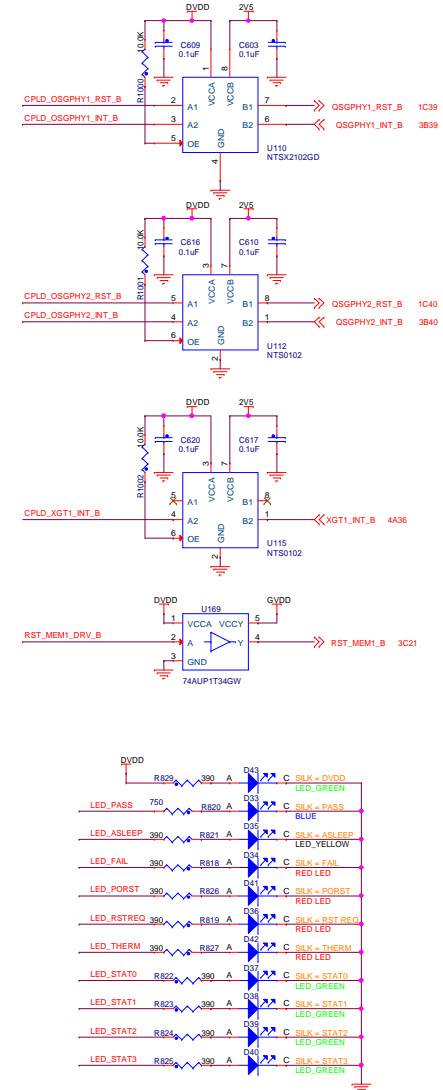 DVDD 2V5
10.0K
R1000
C609
0.1uF
C603
0.1uF
1 8
VCCA VCCB
CPLD_OSGPHY1_RST_B 2 A1 B1 7 QSGPHY1_RST_B 1C39
CPLD_OSGPHY1_INT_B 3 A2 B2 6 QSGPHY1_INT_B 3B39
5 OE GND
4
U110
NTSX2102GD
DVDD 2V5
10.0K
R1001
C616
0.1uF
C610
0.1uF
3 7
VCCA VCCB
CPLD_OSGPHY2_RST_B 5 A1 B1 8 QSGPHY2_RST_B 1C40
CPLD_OSGPHY2_INT_B 4 A2 B2 1 QSGPHY2_INT_B 3B40
6 OE GND
2
U112
NTS0102
DVDD 2V5
10.0K
R1002
C620
0.1uF
C617
0.1uF
3 7
VCCA VCCB
5 A1 B1 8
CPLD_XGT1_INT_B 4 A2 B2 1 XGT1_INT_B 4A36
6 OE GND
2
U115
NTS0102
DVDD U169 GVDD
1 VCCA VCCY 5
RST_MEM1_DRV_B 2 A Y 4 RST_MEM1_B 3C21
3 GND
74AUP1T34GW
DVDD
R829 390 A D43 C SILK = DVDD
LED_GREEN
LED_PASS 750 R820 A D33 C SILK = PASS
BLUE
LED_ASLEEP 390 R821 A D35 C SILK = ASLEEP
LED_YELLOW
LED_FAIL 390 R818 A D34 C SILK = FAIL
RED LED
LED_PORST 390 R826 A D41 C SILK = PORST
RED LED
LED_RSTREQ 390 R819 A D36 C SILK = RST REQ
RED LED
LED_THERM 390 R827 A D42 C SILK = THERM
RED LED
LED_STAT0 R822 390 A D37 C SILK = STAT0
LED_GREEN
LED_STAT1 R823 390 A D38 C SILK = STAT1
LED_GREEN
LED_STAT2 R824 390 A D39 C SILK = STAT2
LED_GREEN
LED_STAT3 R825 390 A D40 C SILK = STAT3
LED_GREEN